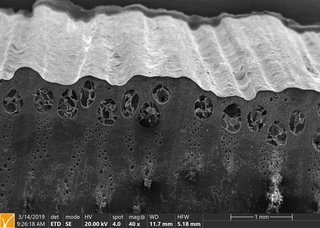 3/14/2019 det mode HV spot mag WD HFW
9:26:18 AM ETD SE 20.00 kV 4.0 40 x 11.7 mm 5.18 mm 1 mm